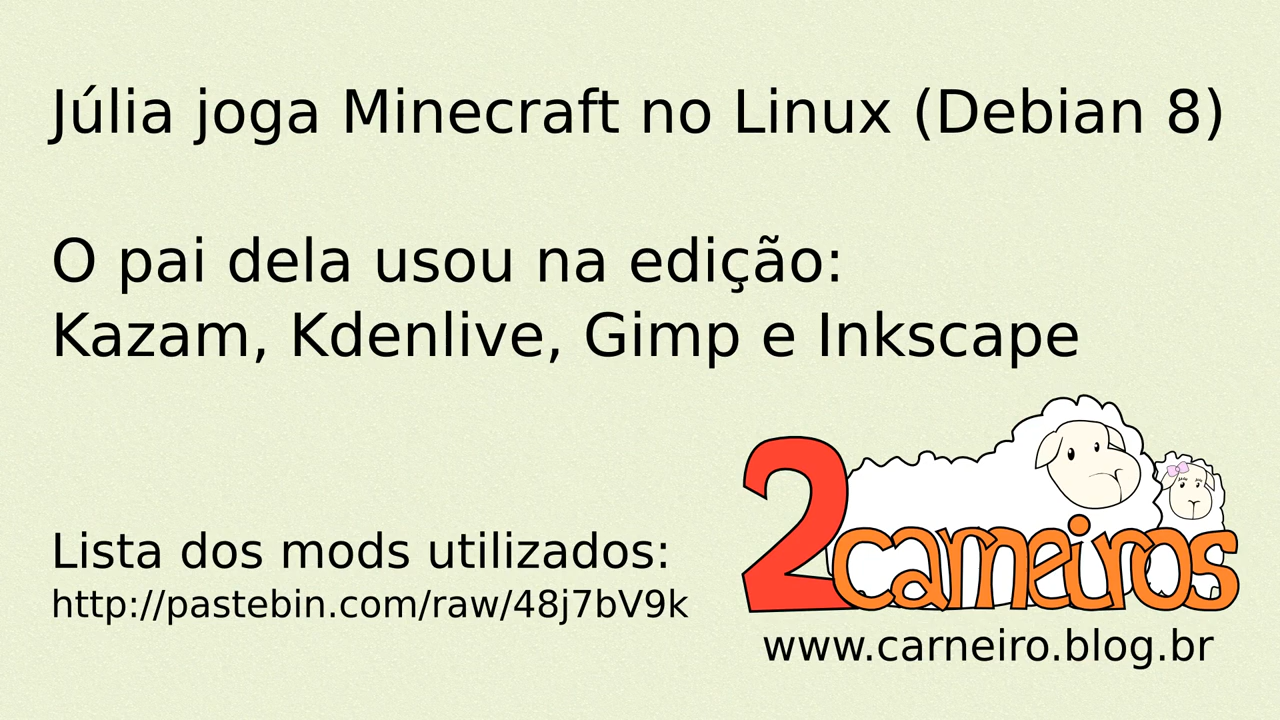 Júlia joga Minecraft no Linux (Debian 8)
O pai dela usou na edição:
Kazam, Kdenlive, Gimp e Inkscape
Lista dos mods utilizados:
http://pastebin.com/raw/48j7bV9k
2carneiros
www.carneiro.blog.br